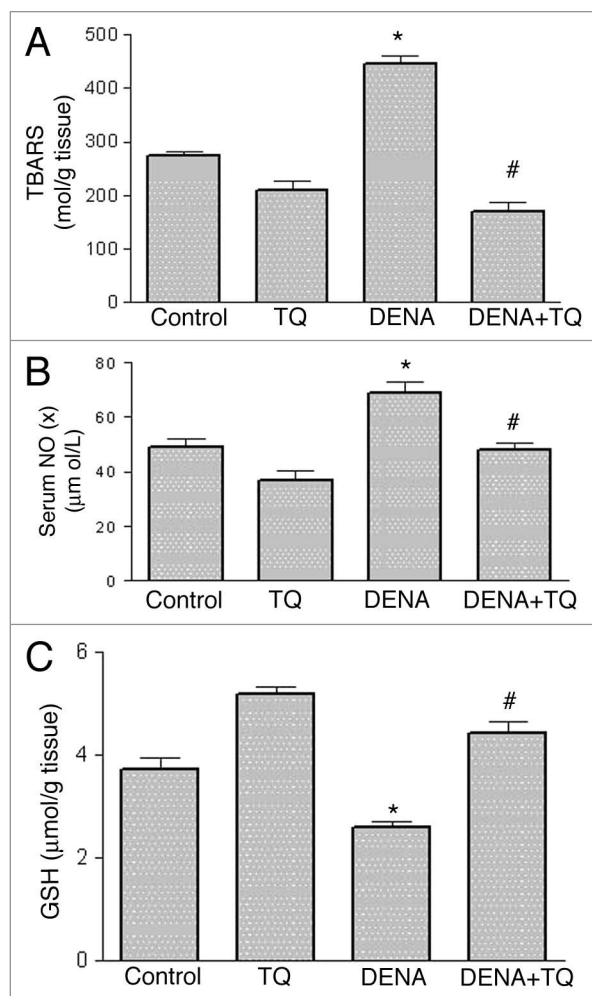 A
TBARS
(mol/g tissue)
500
400
300
200
100
0
*
#
Control TQ DENA DENA+TQ
B
Serum NO (x)
(μm ol/L)
80
60
40
20
0
*
#
Control TQ DENA DENA+TQ
C
GSH (μmol/g tissue)
6
4
2
0
*
#
Control TQ DENA DENA+TQ